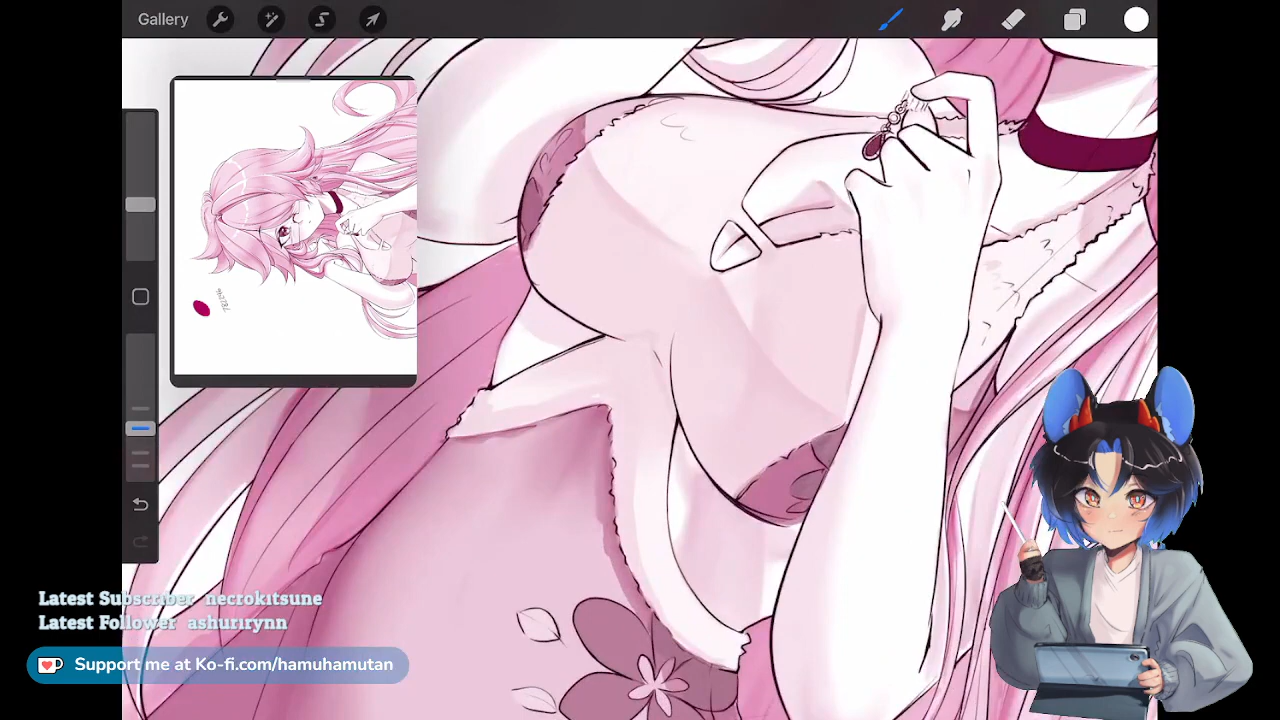 Gallery
Latest Subscriber necrokitsune
Latest Follower ashurirynn
Support me at Ko-fi.com/hamuhamutan